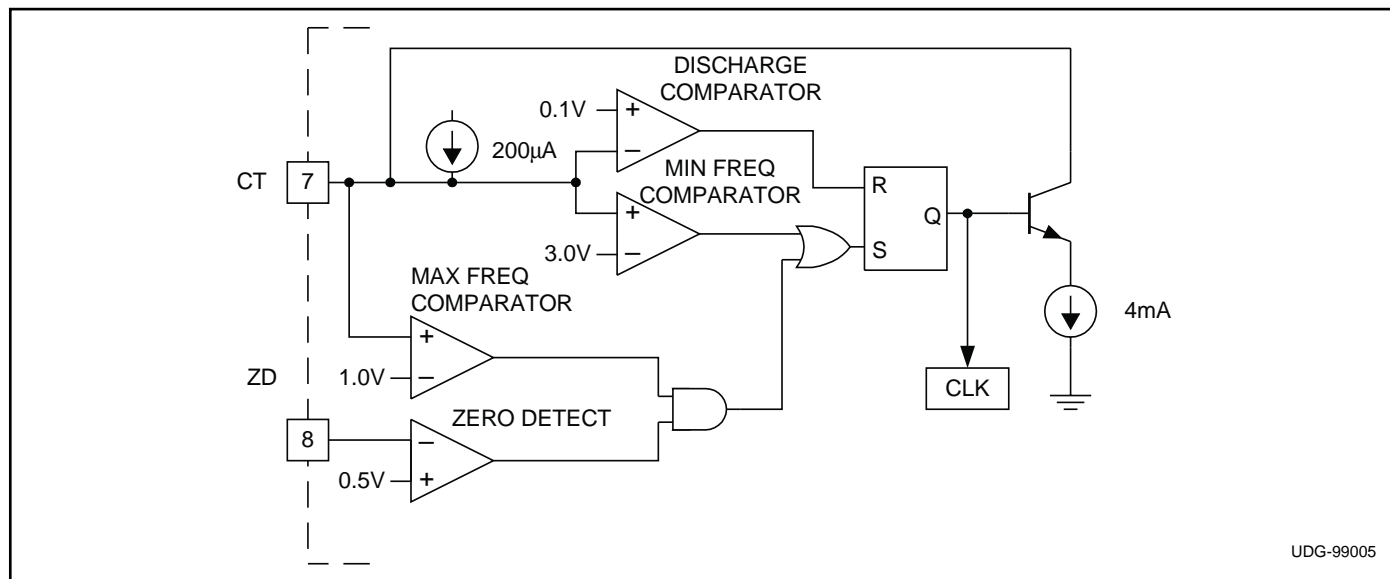 DISCHARGE
COMPARATOR
0.1V
+
−
200µA
CT
7
MIN FREQ
COMPARATOR
+
3.0V
−
R
S
Q
MAX FREQ
COMPARATOR
+
1.0V
−
4mA
CLK
ZD
8
ZERO DETECT
−
0.5V
+
UDG-99005